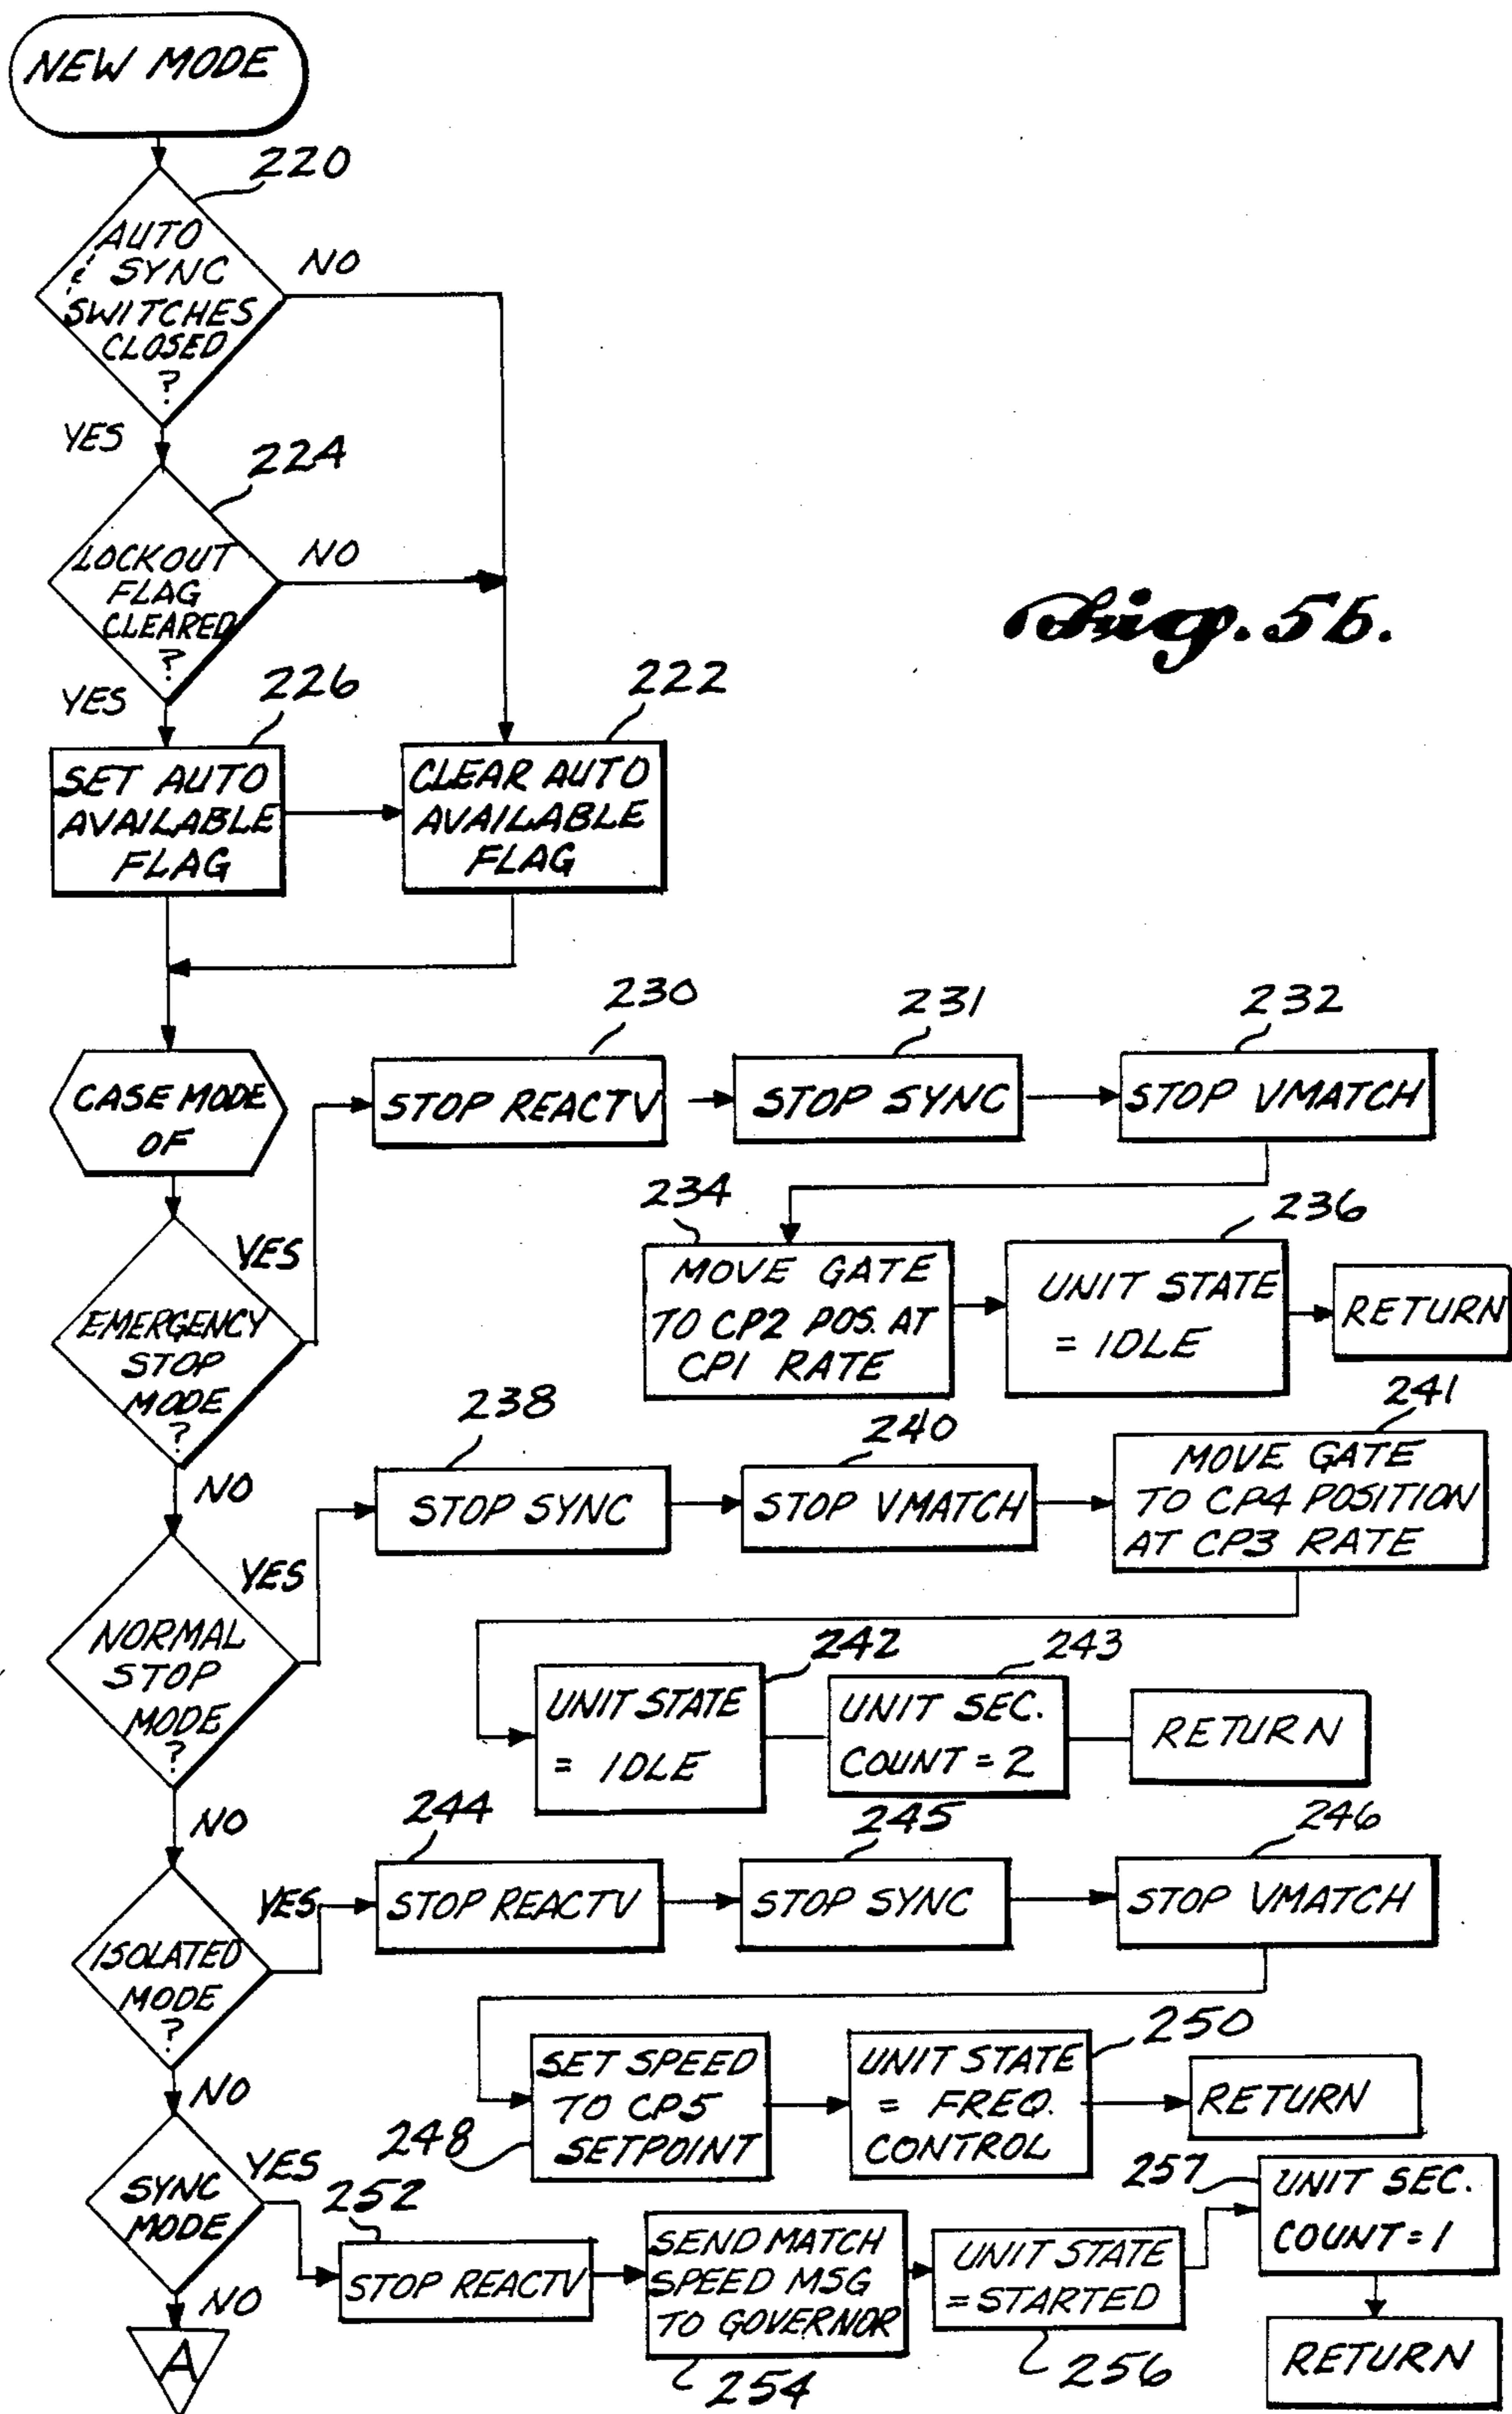 NEW MODE
220
AUTO
& SYNC
SWITCHES
CLOSED
?
NO
YES
224
LOCKOUT
FLAG
CLEARED
?
NO
YES
Fig. 5b.
226
SET AUTO
AVAILABLE
FLAG
222
CLEAR AUTO
AVAILABLE
FLAG
CASE MODE
OF
230
STOP REACTV
231
STOP SYNC
232
STOP VMATCH
EMERGENCY
STOP
MODE
?
YES
NO
234
MOVE GATE
TO CP2 POS. AT
CP1 RATE
236
UNIT STATE
= IDLE
RETURN
238
STOP SYNC
240
STOP VMATCH
241
MOVE GATE
TO CP4 POSITION
AT CP3 RATE
NORMAL
STOP
MODE
?
YES
NO
242
UNIT STATE
= IDLE
243
UNIT SEC.
COUNT = 2
RETURN
244
STOP REACTV
245
STOP SYNC
246
STOP VMATCH
ISOLATED
MODE
?
YES
NO
248
SET SPEED
TO CP5
SETPOINT
250
UNIT STATE
= FREQ.
CONTROL
RETURN
SYNC
MODE
YES
NO
252
STOP REACTV
254
SEND MATCH
SPEED MSG
TO GOVERNOR
256
UNIT STATE
= STARTED
257
UNIT SEC.
COUNT = 1
RETURN
A